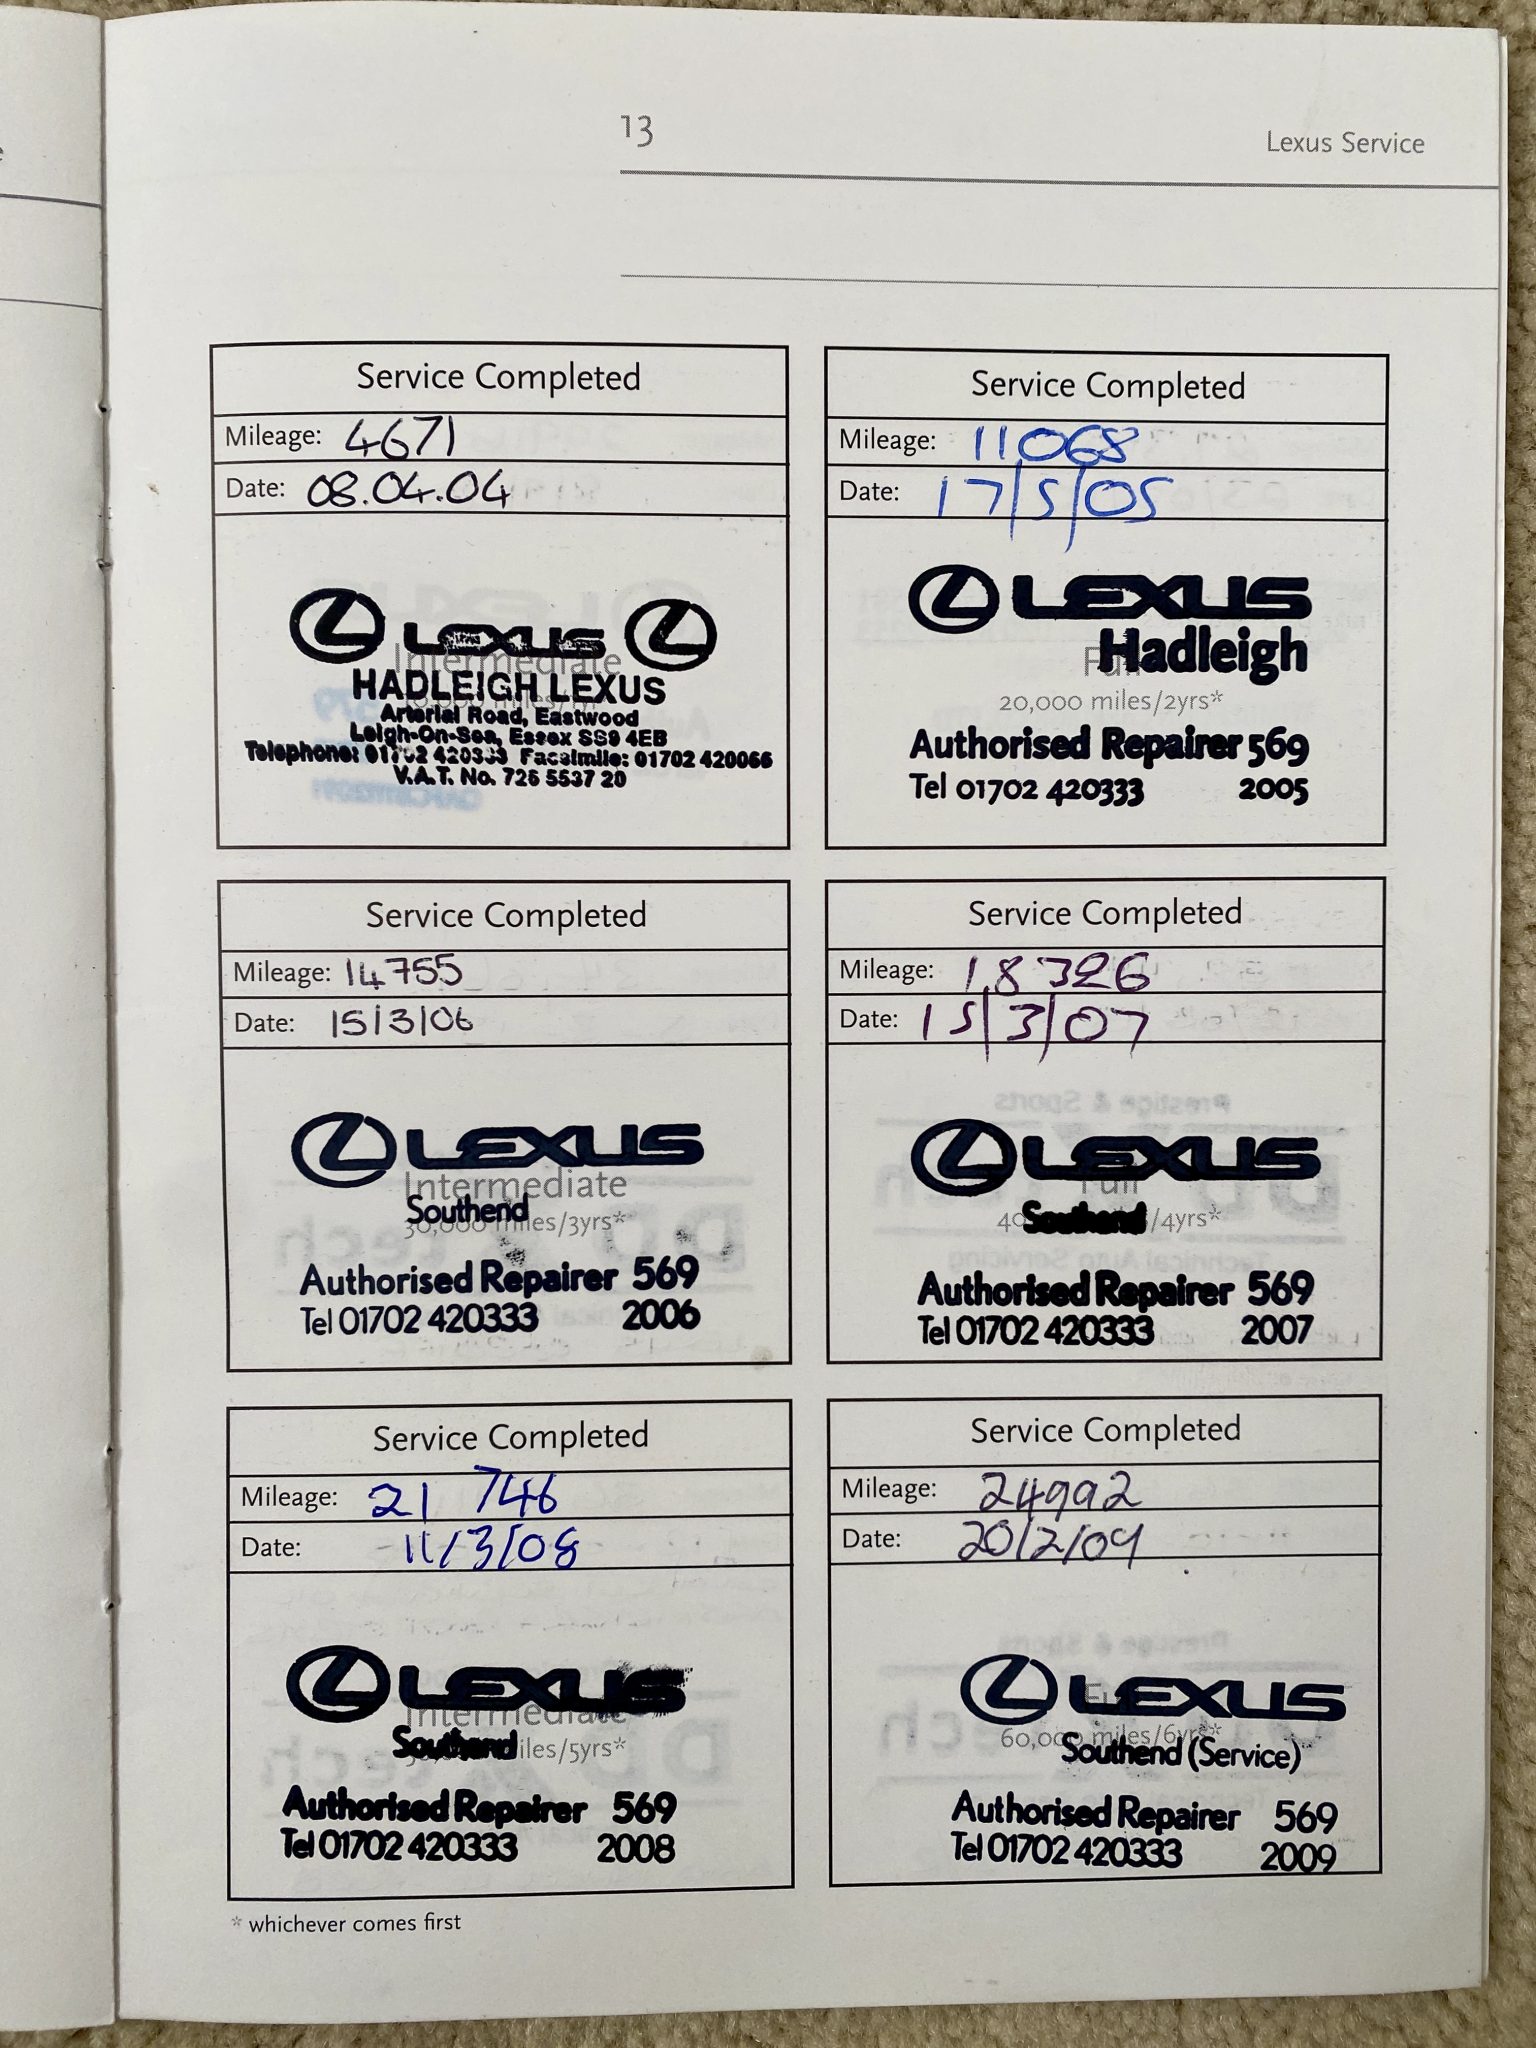 13
Lexus Service
Service Completed
Mileage: 4671
Date: 08.04.04
LEXUS
Intermediate
HADLEIGH LEXUS
Arterial Road, Eastwood
Leigh-On-Sea, Essex SS9 4EB
Telephone: 01702 420333 Facsimile: 01702 420066
V.A.T. No. 726 5537 20
Service Completed
Mileage: 11068
Date: 17/5/05
LEXUS
Hadleigh
Full
20,000 miles/2yrs*
Authorised Repairer 569
Tel 01702 420333 2005
Service Completed
Mileage: 14755
Date: 15/3/06
LEXUS
Intermediate
Southend
30,000 miles/3yrs*
Authorised Repairer 569
Tel 01702 420333 2006
Service Completed
Mileage: 18326
Date: 15/3/07
LEXUS
Full
Southend
/4yrs*
Authorised Repairer 569
Tel 01702 420333 2007
Service Completed
Mileage: 21 746
Date: 11/3/08
LEXUS
Intermediate
Southend
miles/5yrs*
Authorised Repairer 569
Tel 01702 420333 2008
Service Completed
Mileage: 24992
Date: 20/2/09
LEXUS
Full
60,000 miles/6yrs*
Southend (Service)
Authorised Repairer 569
Tel 01702 420333 2009
* whichever comes first